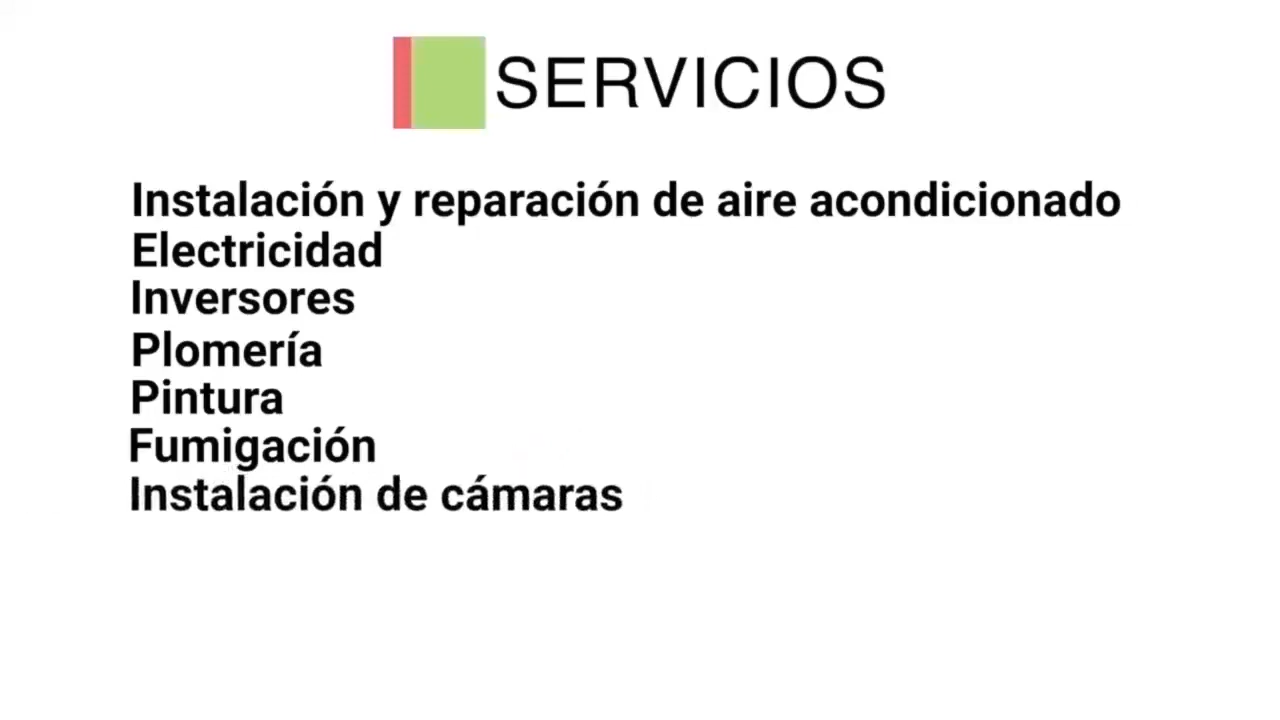 SERVICIOS
Instalación y reparación de aire acondicionado
Electricidad
Inversores
Plomería
Pintura
Fumigación
Instalación de cámaras